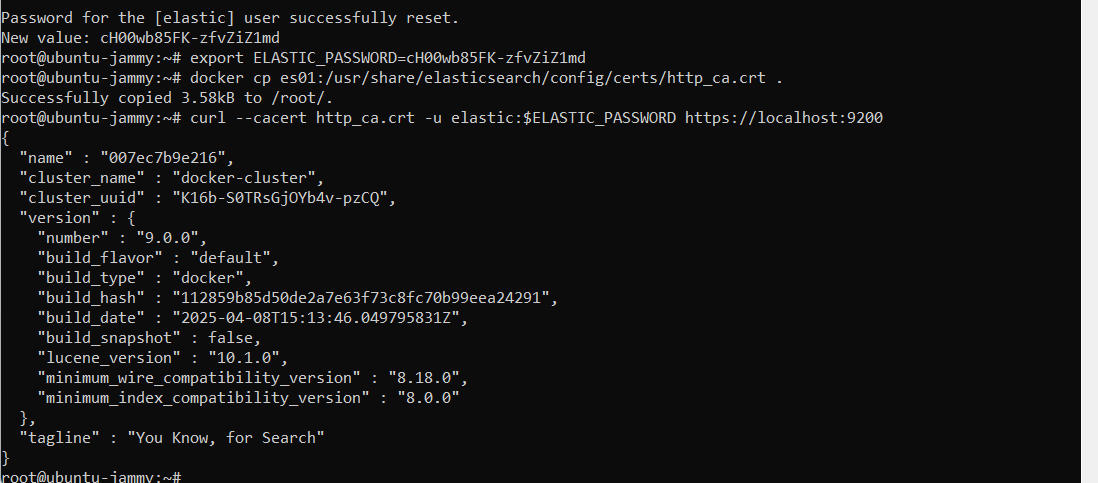 Password for the [elastic] user successfully reset.
New value: cH00wb85FK-zfvZiZ1md
root@ubuntu-jammy:~# export ELASTIC_PASSWORD=cH00wb85FK-zfvZiZ1md
root@ubuntu-jammy:~# docker cp es01:/usr/share/elasticsearch/config/certs/http_ca.crt .
Successfully copied 3.58kB to /root/.
root@ubuntu-jammy:~# curl --cacert http_ca.crt -u elastic:$ELASTIC_PASSWORD https://localhost:9200
{
  "name" : "007ec7b9e216",
  "cluster_name" : "docker-cluster",
  "cluster_uuid" : "K16b-S0TRsGjOYb4v-pzCQ",
  "version" : {
    "number" : "9.0.0",
    "build_flavor" : "default",
    "build_type" : "docker",
    "build_hash" : "112859b85d50de2a7e63f73c8fc70b99eea24291",
    "build_date" : "2025-04-08T15:13:46.049795831Z",
    "build_snapshot" : false,
    "lucene_version" : "10.1.0",
    "minimum_wire_compatibility_version" : "8.18.0",
    "minimum_index_compatibility_version" : "8.0.0"
  },
  "tagline" : "You Know, for Search"
}
root@ubuntu-jammy:~#